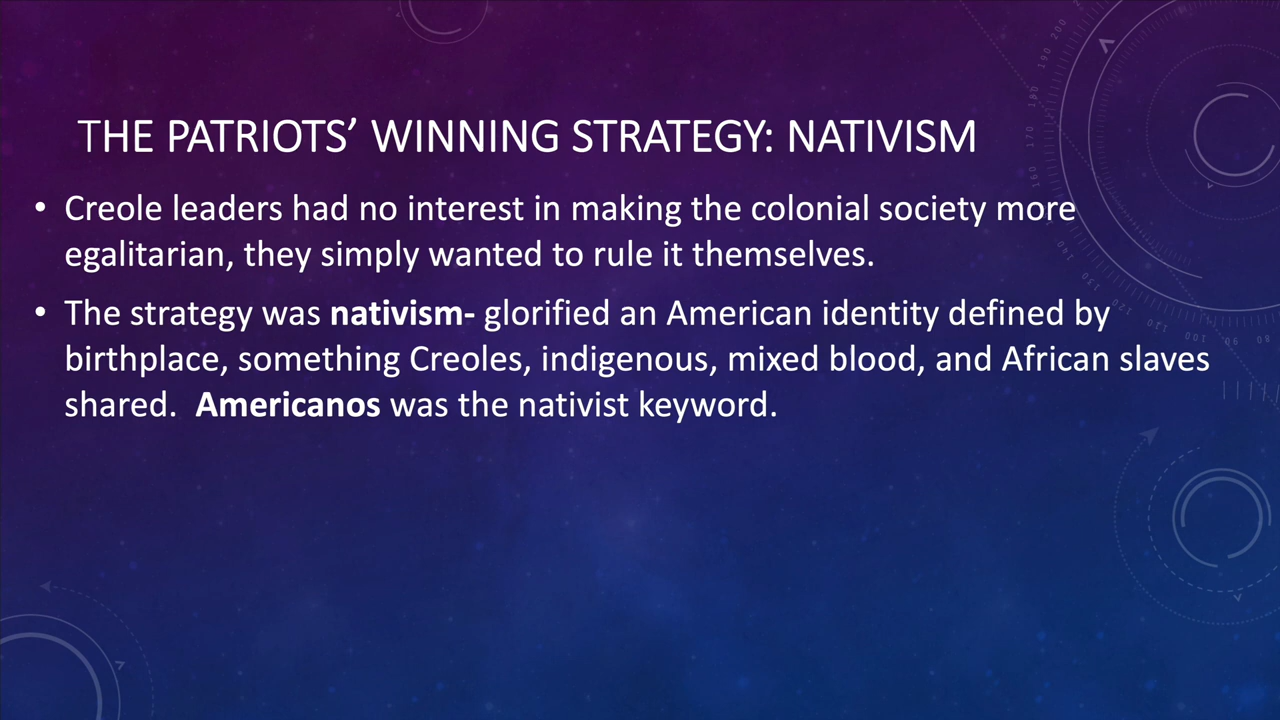 THE PATRIOTS’ WINNING STRATEGY: NATIVISM
• Creole leaders had no interest in making the colonial society more
egalitarian, they simply wanted to rule it themselves.
• The strategy was nativism- glorified an American identity defined by
birthplace, something Creoles, indigenous, mixed blood, and African slaves
shared.  Americanos was the nativist keyword.